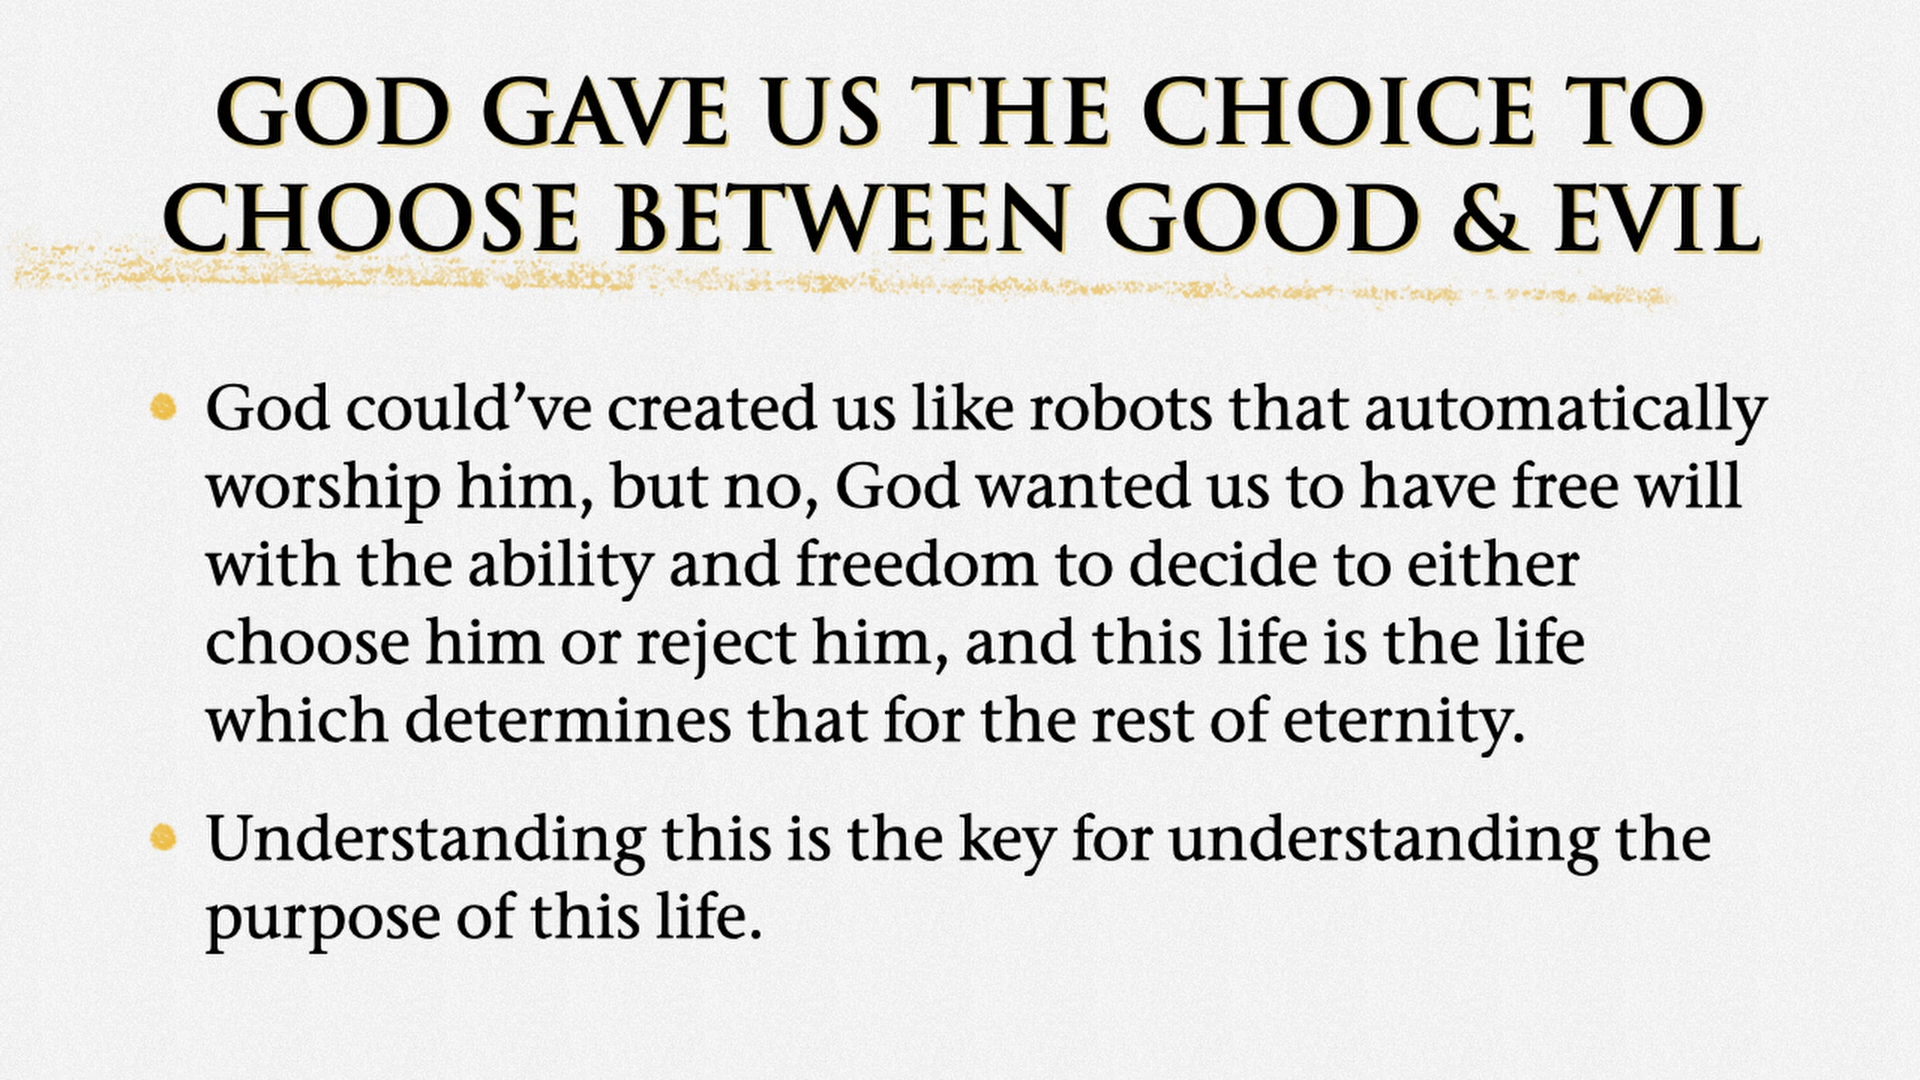 GOD GAVE US THE CHOICE TO
CHOOSE BETWEEN GOOD & EVIL
God could’ve created us like robots that automatically
worship him, but no, God wanted us to have free will
with the ability and freedom to decide to either
choose him or reject him, and this life is the life
which determines that for the rest of eternity.
Understanding this is the key for understanding the
purpose of this life.